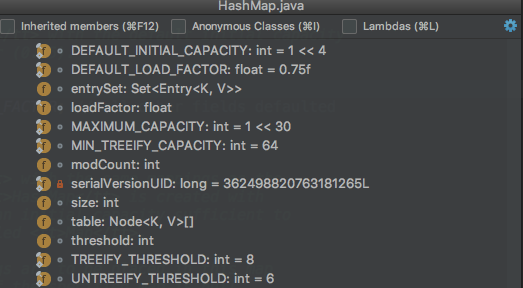 HashMap.java
Inherited members (⌘F12) Anonymous Classes (⌘I) Lambdas (⌘L)
f DEFAULT_INITIAL_CAPACITY: int = 1 << 4
f DEFAULT_LOAD_FACTOR: float = 0.75f
f entrySet: Set<Entry<K, V>>
f loadFactor: float
f MAXIMUM_CAPACITY: int = 1 << 30
f MIN_TREEIFY_CAPACITY: int = 64
f modCount: int
f serialVersionUID: long = 362498820763181265L
f size: int
f table: Node<K, V>[]
f threshold: int
f TREEIFY_THRESHOLD: int = 8
f UNTREEIFY_THRESHOLD: int = 6